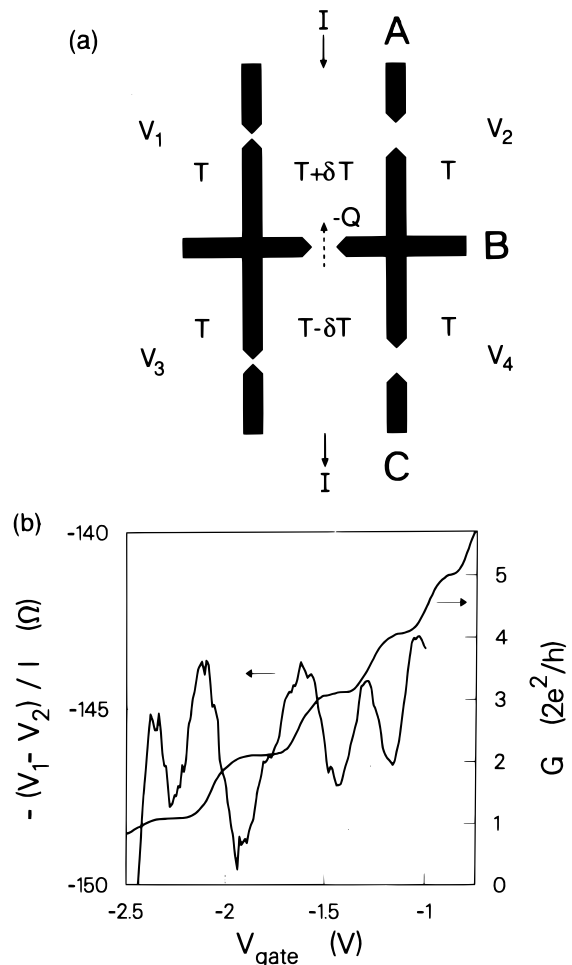 (a)
I
A
V1
V2
T
T+δT
T
-Q
B
T
T-δT
T
V3
V4
I
C
(b)
-140
-145
-150
- (V1- V2) / I (Ω)
5
4
3
2
1
0
G (2e²/h)
-2.5
-2
-1.5
-1
Vgate (V)